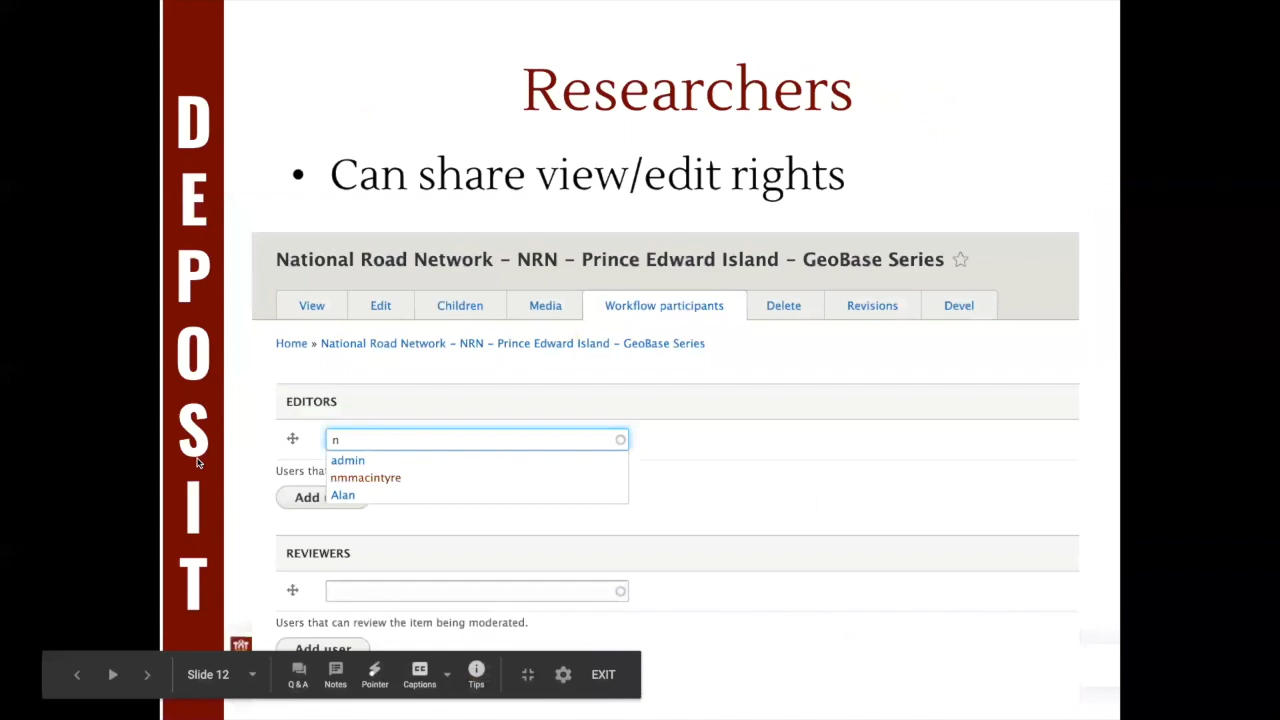 DEPOSIT
Researchers
• Can share view/edit rights
National Road Network – NRN – Prince Edward Island – GeoBase Series
View Edit Children Media Workflow participants Delete Revisions Devel
Home » National Road Network – NRN – Prince Edward Island – GeoBase Series
EDITORS
n
admin
nmmacintyre
Alan
Users
Add
REVIEWERS
Users that can review the item being moderated.
Add user
Slide 12 Q & A Notes Pointer CC Captions Tips EXIT